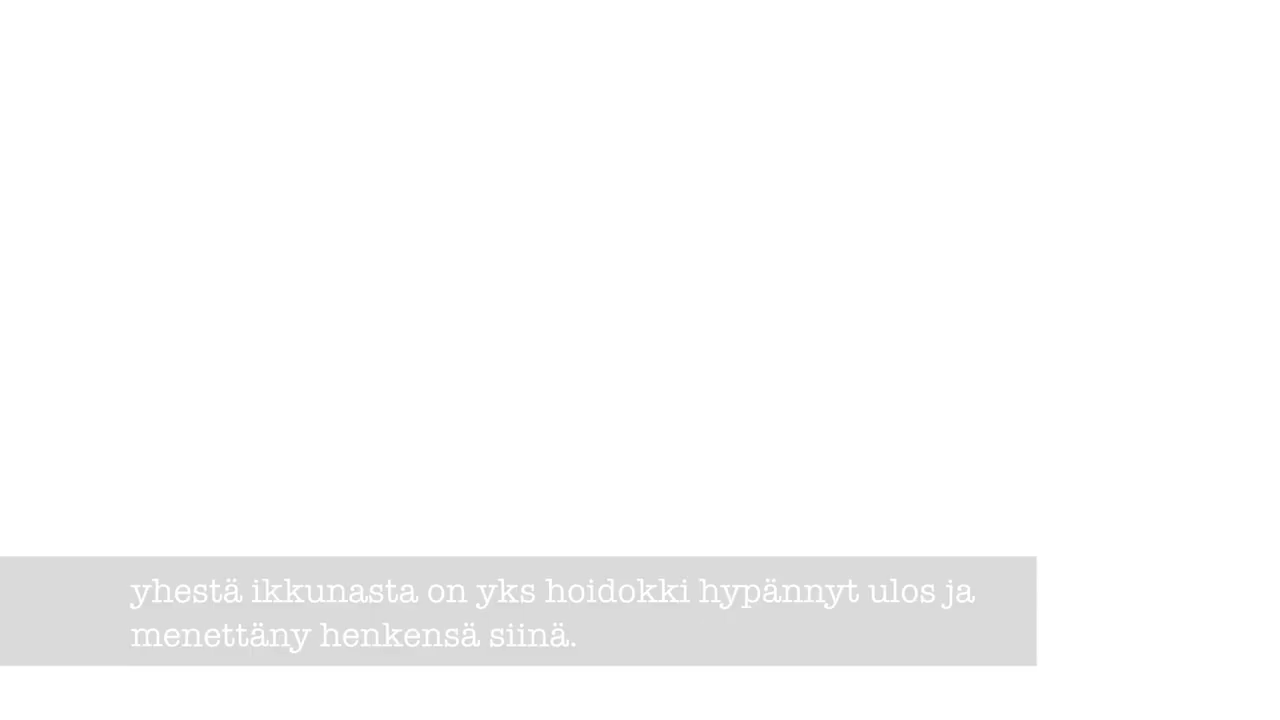 yhestä ikkunasta on yks hoidokki hypännyt ulos ja
menettäny henkensä siinä.